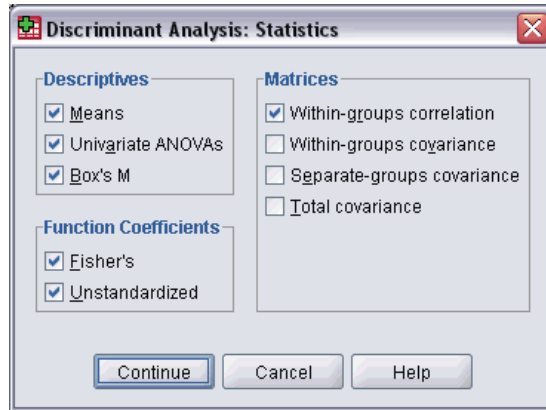 Discriminant Analysis: Statistics
Descriptives
Means
Univariate ANOVAs
Box's M
Function Coefficients
Fisher's
Unstandardized
Matrices
Within-groups correlation
Within-groups covariance
Separate-groups covariance
Total covariance
Continue
Cancel
Help